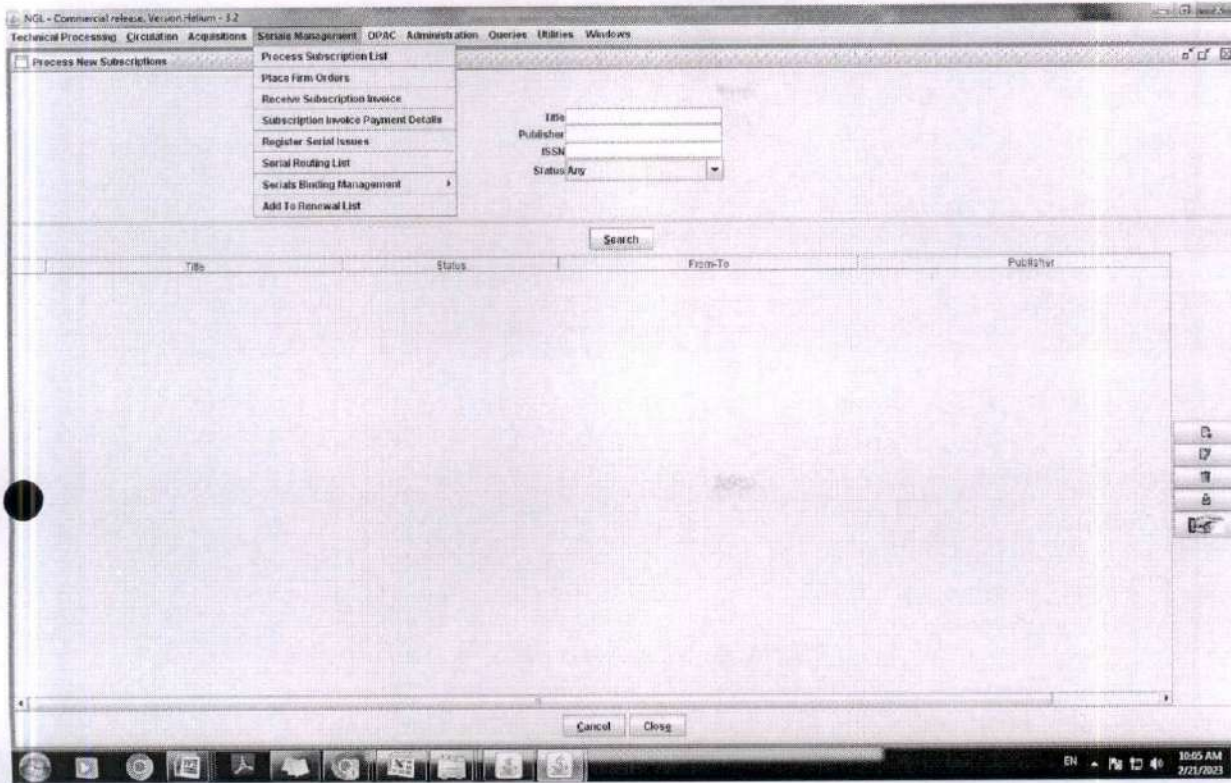 NGL - Commercial release, Version Helium - 3.2
Technical Processing Circulation Acquisitions Serials Management OPAC Administration Queries Utilities Windows
Process New Subscriptions
Process Subscription List
Place Firm Orders
Receive Subscription Invoice
Subscription Invoice Payment Details
Register Serial Issues
Serial Routing List
Serials Binding Management
Add To Renewal List
Title
Publisher
ISSN
Status Any
Search
Title Status From-To Publisher
Cancel Close
EN 10:05 AM
2/21/2023